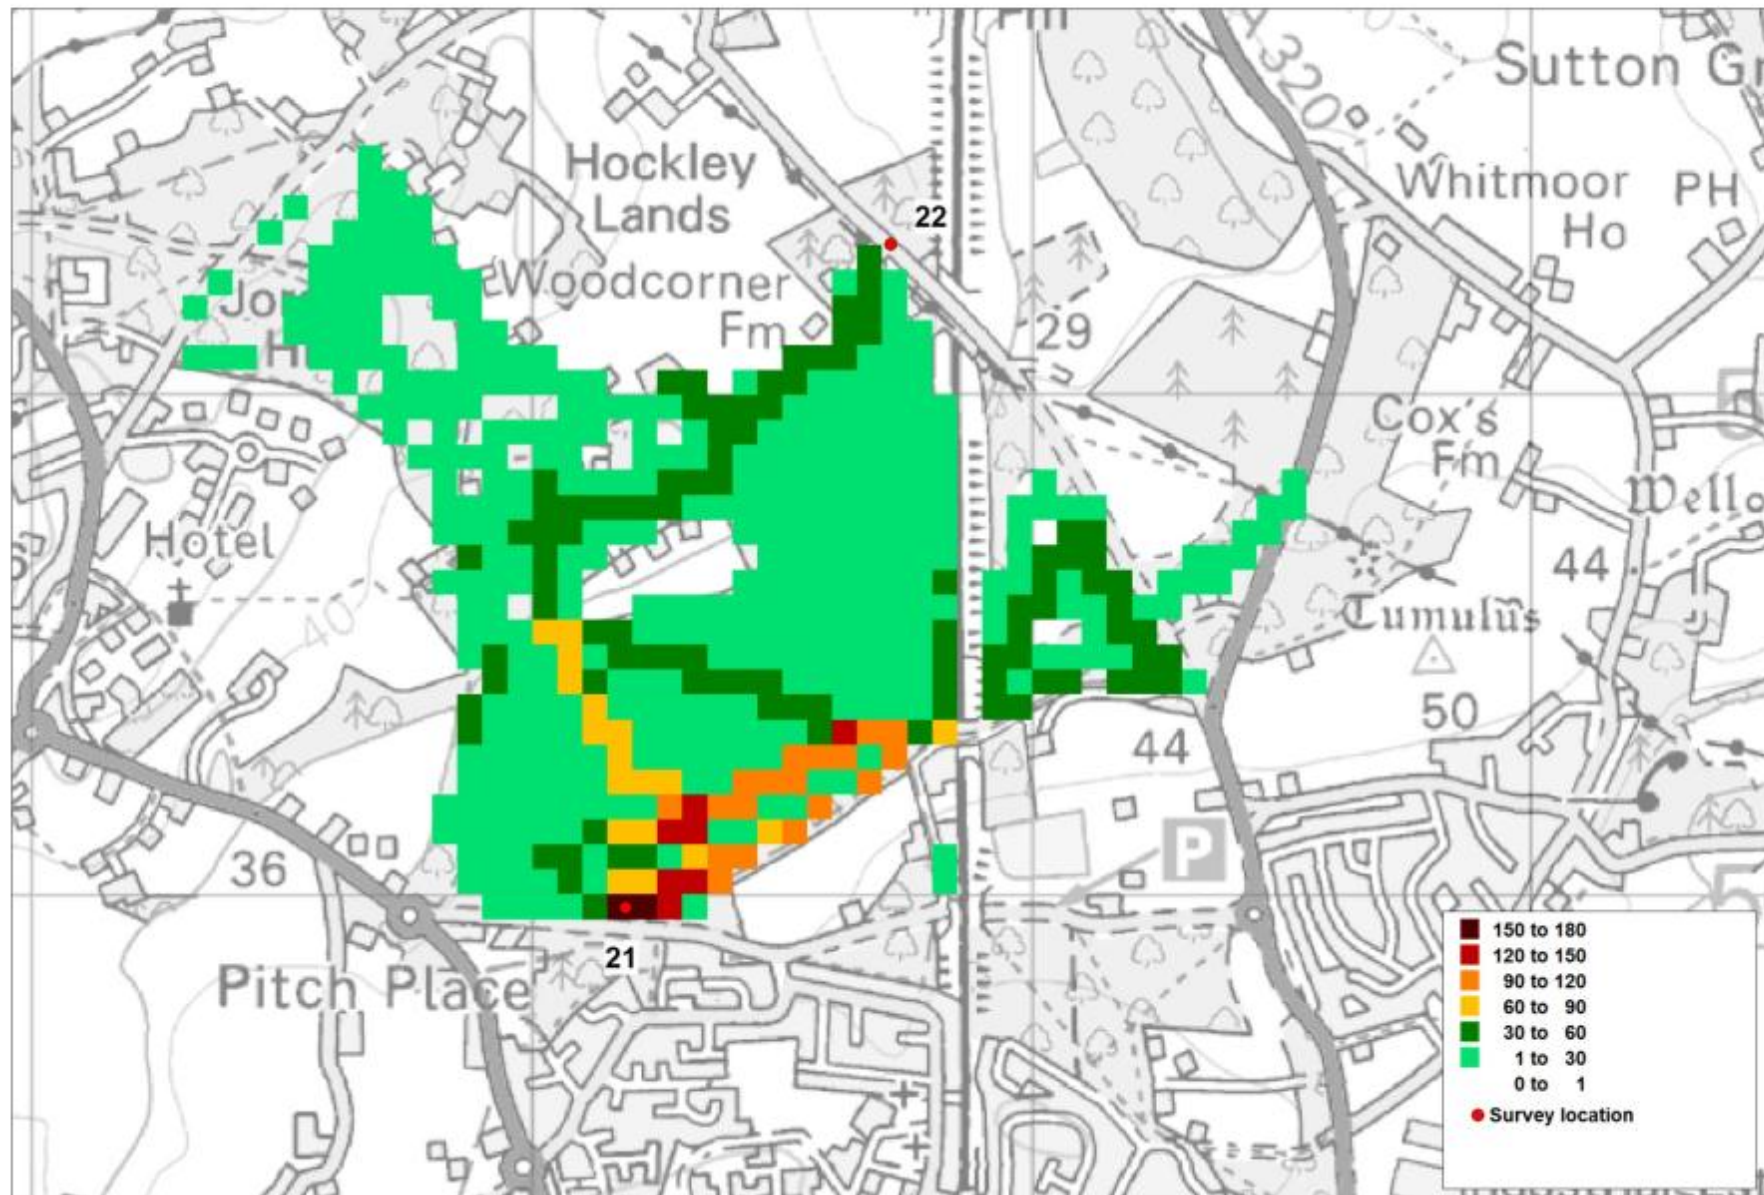 A320
Sutton Gr
Hockley
Lands
Whitmoor
Ho
PH
22
Woodcorner
Fm
29
Cox's
Fm
Hotel
44
Tumulus
40
50
44
36
P
21
Pitch Place
150 to 180
120 to 150
90 to 120
60 to 90
30 to 60
1 to 30
0 to 1
Survey location